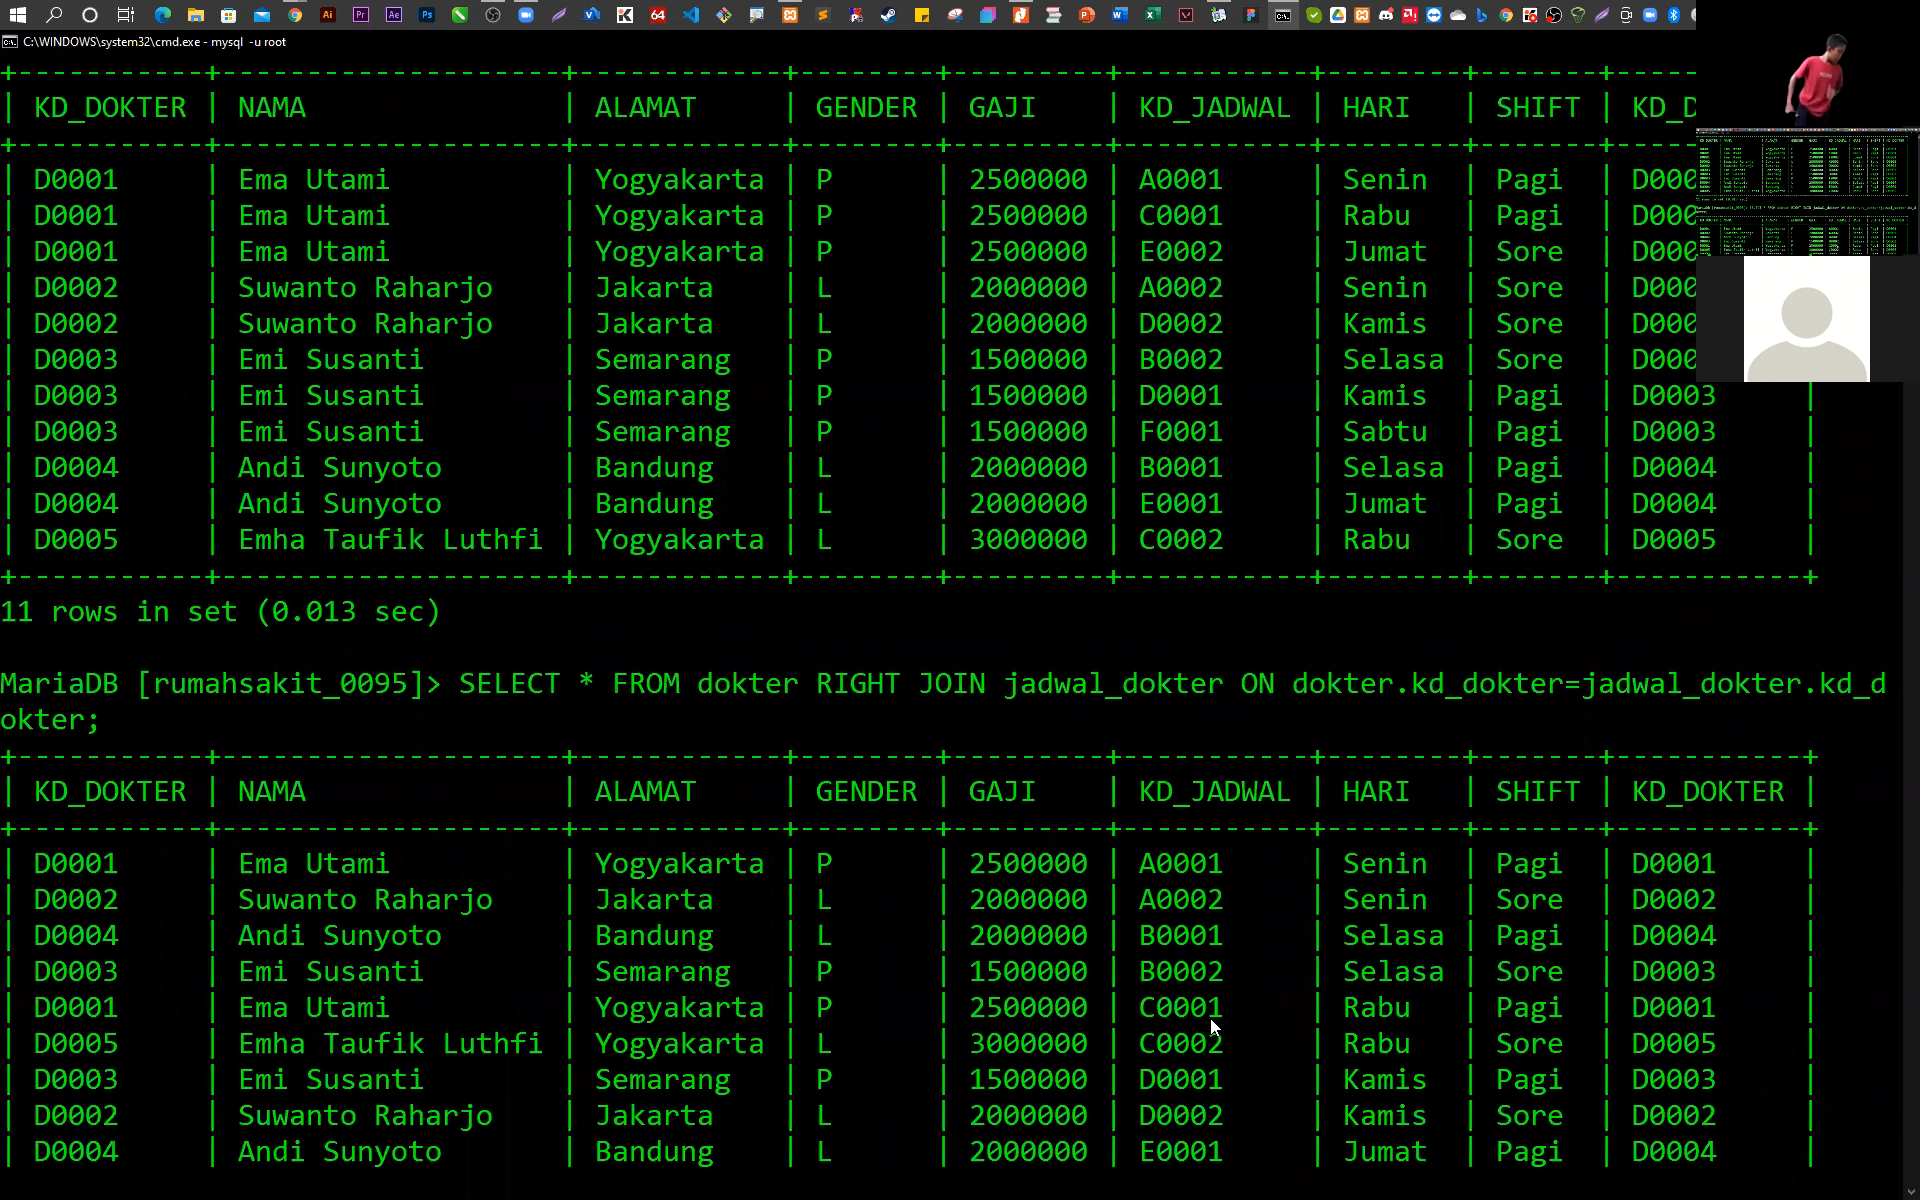 C:\WINDOWS\system32\cmd.exe - mysql -u root
+-----------+--------------------+-------------+--------+---------+------------+--------+-------+-----
| KD_DOKTER | NAMA | ALAMAT | GENDER | GAJI | KD_JADWAL | HARI | SHIFT | KD_D
| D0001 | Ema Utami | Yogyakarta | P | 2500000 | A0001 | Senin | Pagi | D000
| D0001 | Ema Utami | Yogyakarta | P | 2500000 | C0001 | Rabu | Pagi | D000
| D0001 | Ema Utami | Yogyakarta | P | 2500000 | E0002 | Jumat | Sore | D000
| D0002 | Suwanto Raharjo | Jakarta | L | 2000000 | A0002 | Senin | Sore | D000
| D0002 | Suwanto Raharjo | Jakarta | L | 2000000 | D0002 | Kamis | Sore | D000
| D0003 | Emi Susanti | Semarang | P | 1500000 | B0002 | Selasa | Sore | D000
| D0003 | Emi Susanti | Semarang | P | 1500000 | D0001 | Kamis | Pagi | D0003 |
| D0003 | Emi Susanti | Semarang | P | 1500000 | F0001 | Sabtu | Pagi | D0003 |
| D0004 | Andi Sunyoto | Bandung | L | 2000000 | B0001 | Selasa | Pagi | D0004 |
| D0004 | Andi Sunyoto | Bandung | L | 2000000 | E0001 | Jumat | Pagi | D0004 |
| D0005 | Emha Taufik Luthfi | Yogyakarta | L | 3000000 | C0002 | Rabu | Sore | D0005 |
11 rows in set (0.013 sec)
MariaDB [rumahsakit_0095]> SELECT * FROM dokter RIGHT JOIN jadwal_dokter ON dokter.kd_dokter=jadwal_dokter.kd_d
okter;
| KD_DOKTER | NAMA | ALAMAT | GENDER | GAJI | KD_JADWAL | HARI | SHIFT | KD_DOKTER |
| D0001 | Ema Utami | Yogyakarta | P | 2500000 | A0001 | Senin | Pagi | D0001 |
| D0002 | Suwanto Raharjo | Jakarta | L | 2000000 | A0002 | Senin | Sore | D0002 |
| D0004 | Andi Sunyoto | Bandung | L | 2000000 | B0001 | Selasa | Pagi | D0004 |
| D0003 | Emi Susanti | Semarang | P | 1500000 | B0002 | Selasa | Sore | D0003 |
| D0001 | Ema Utami | Yogyakarta | P | 2500000 | C0001 | Rabu | Pagi | D0001 |
| D0005 | Emha Taufik Luthfi | Yogyakarta | L | 3000000 | C0002 | Rabu | Sore | D0005 |
| D0003 | Emi Susanti | Semarang | P | 1500000 | D0001 | Kamis | Pagi | D0003 |
| D0002 | Suwanto Raharjo | Jakarta | L | 2000000 | D0002 | Kamis | Sore | D0002 |
| D0004 | Andi Sunyoto | Bandung | L | 2000000 | E0001 | Jumat | Pagi | D0004 |